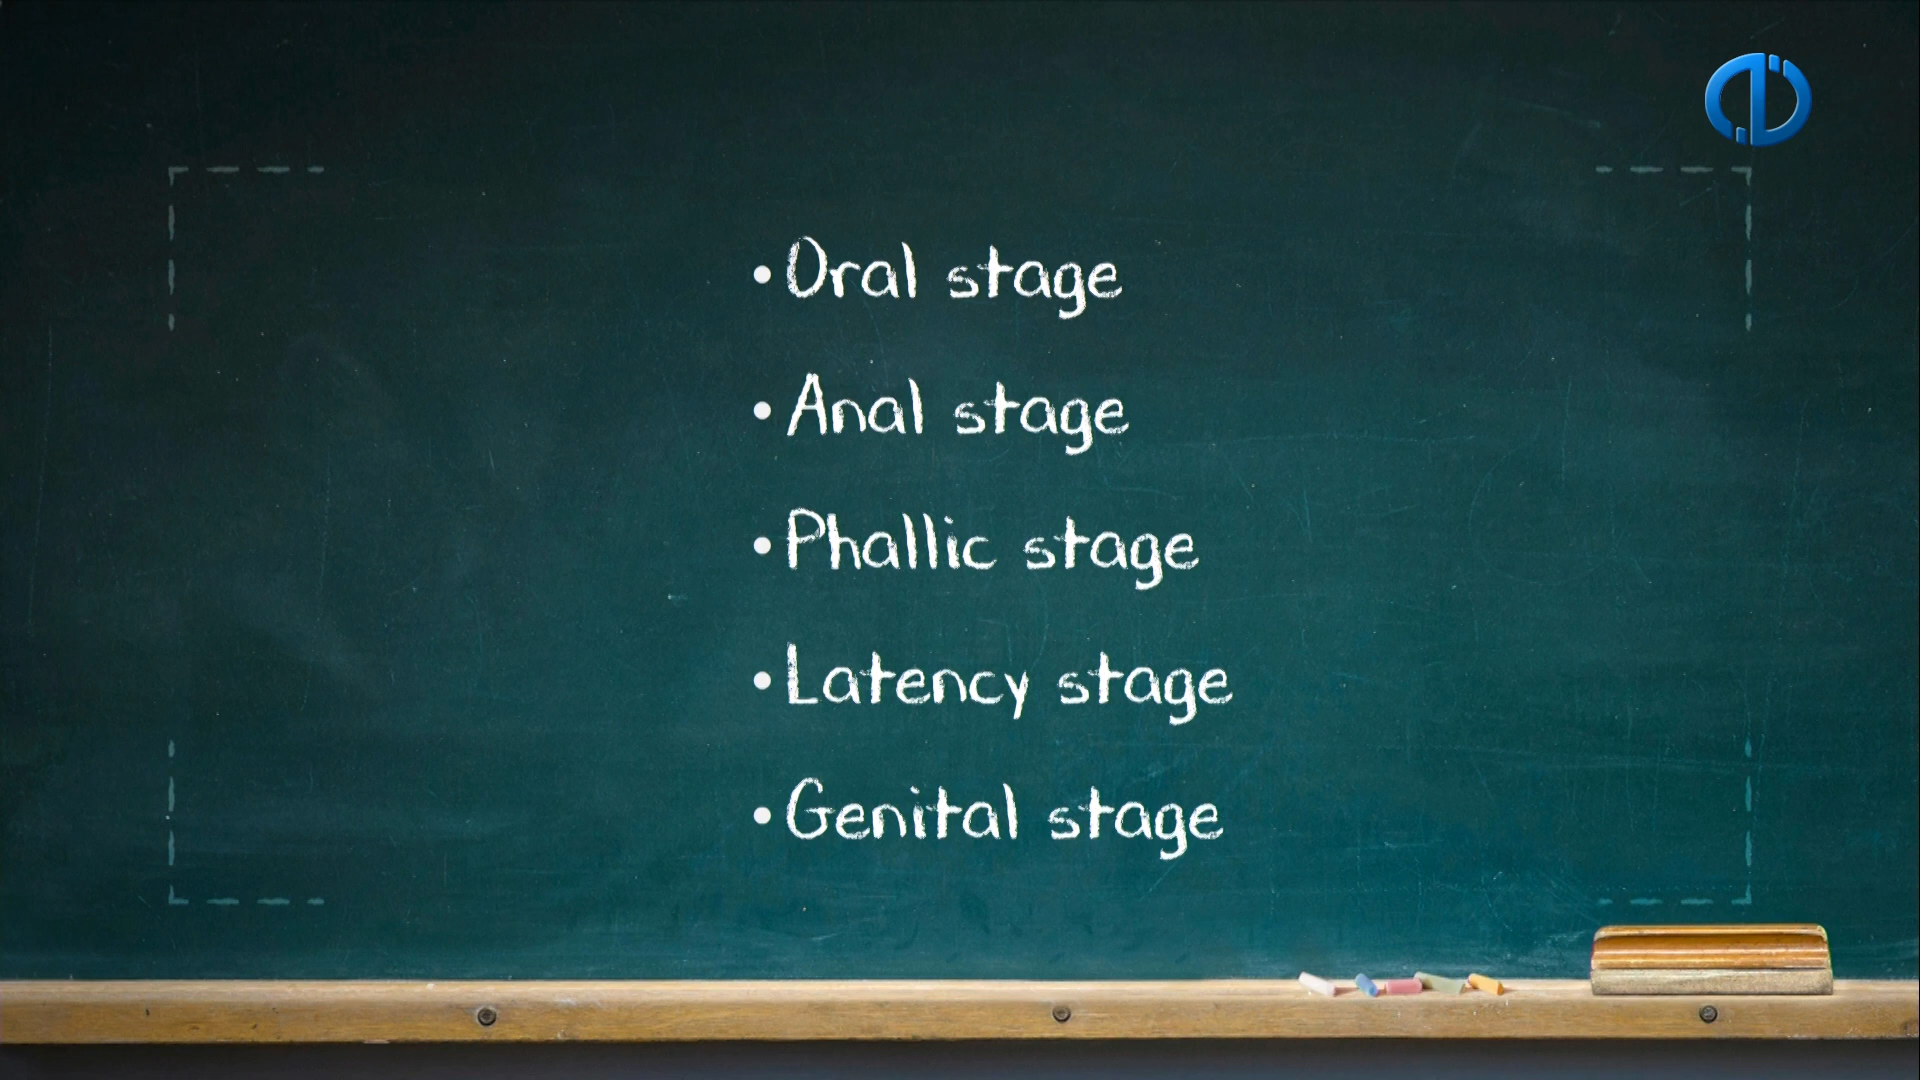 • Oral stage
• Anal stage
• Phallic stage
• Latency stage
• Genital stage